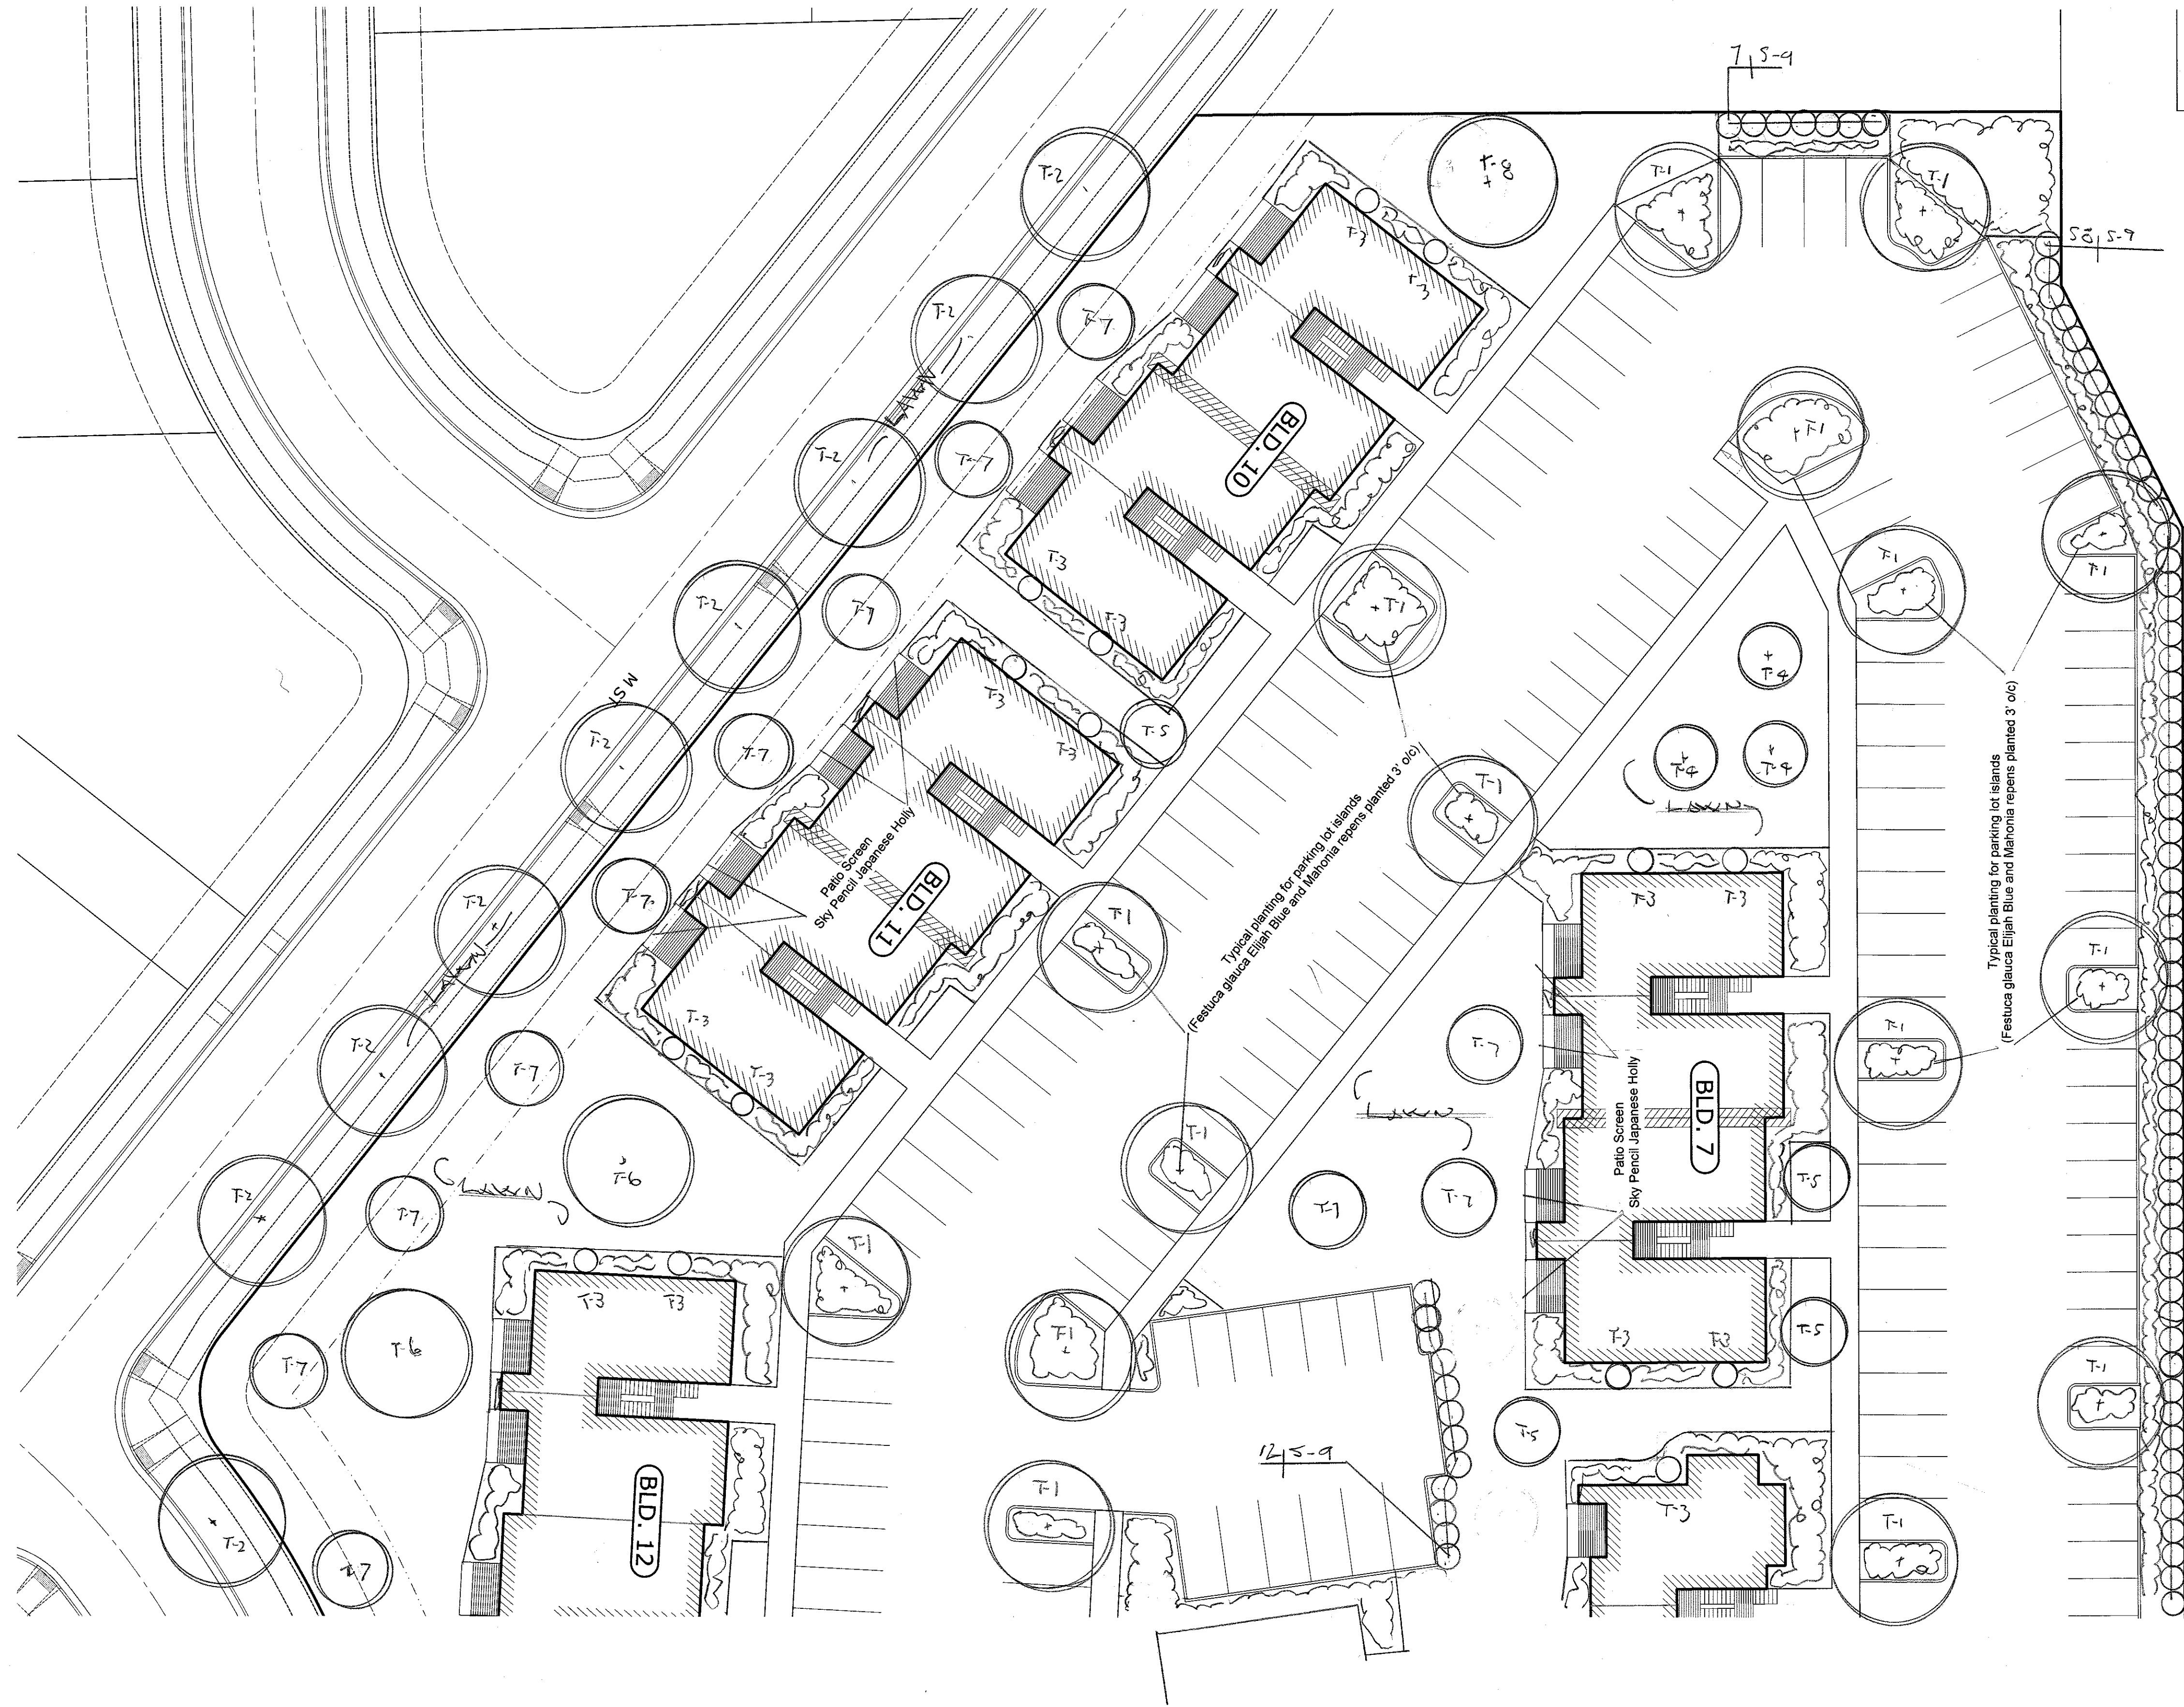 7 S-9
T-2
T-8
T-1
T-1
58 S-9
T-3
T-3
T-2
T-7
LAWN
T-2
T-7
BLD. 10
T-1
T-1
T-1
T-3
T-3
T-2
T-7
T-1
T-4
T-4
T-4
LAWN
M ST
T-2
T-7
T-3
T-3
T-5
T-1
Typical planting for parking lot islands
(Festuca glauca Elijah Blue and Mahonia repens planted 3' o/c)
Typical planting for parking lot islands
(Festuca glauca Elijah Blue and Mahonia repens planted 3' o/c)
Patio Screen
Sky Pencil Japanese Holly
BLD. 11
T-2
T-7
LAWN
T-1
T-3
T-3
T-1
T-2
T-7
T-3
T-3
T-7
T-1
LAWN
Patio Screen
Sky Pencil Japanese Holly
BLD. 7
T-6
T-1
T-7
T-7
T-5
T-2
T-7
LAWN
T-1
T-3
T-3
T-6
T-7
T-1
T-3
T-3
T-5
T-1
T-5
12 S-9
T-2
T-7
BLD. 12
T-1
T-3
T-1